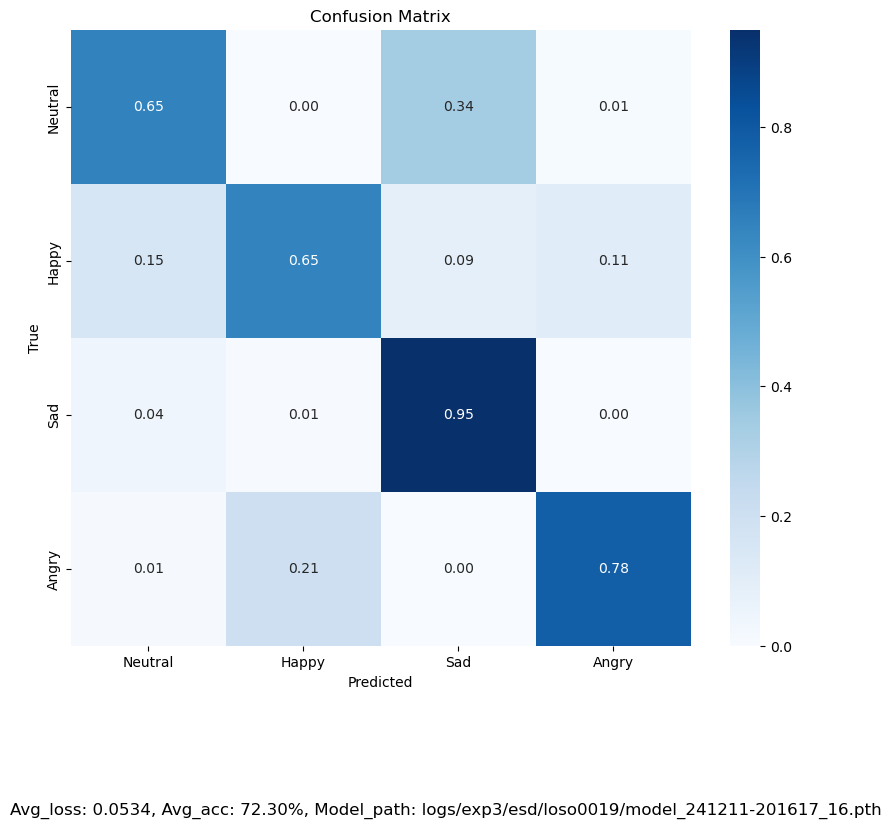 Confusion Matrix
Neutral
0.65 0.00 0.34 0.01
0.8
Happy
0.15 0.65 0.09 0.11
0.6
True
Sad
0.04 0.01 0.95 0.00
0.4
Angry
0.01 0.21 0.00 0.78
0.2
0.0
Neutral Happy Sad Angry
Predicted
Avg_loss: 0.0534, Avg_acc: 72.30%, Model_path: logs/exp3/esd/loso0019/model_241211-201617_16.pth